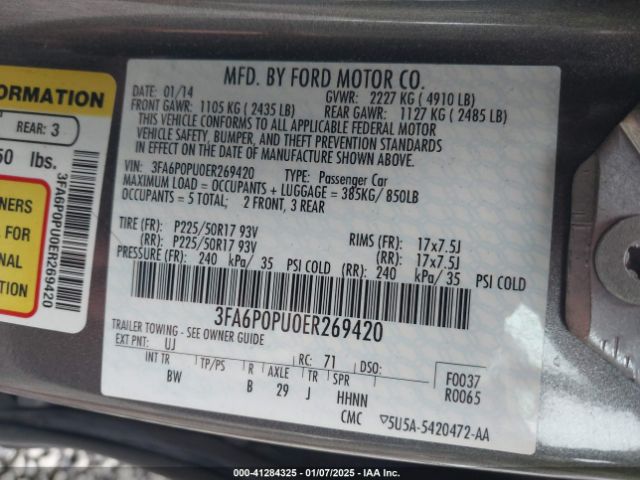 ORMATION
REAR: 3
50 lbs.
NERS
FOR
NAL
ION
3FA6P0PU0ER269420
MFD. BY FORD MOTOR CO.
DATE: 01/14 GVWR: 2227 KG ( 4910 LB)
FRONT GAWR: 1105 KG ( 2435 LB) REAR GAWR: 1127 KG ( 2485 LB)
THIS VEHICLE CONFORMS TO ALL APPLICABLE FEDERAL MOTOR
VEHICLE SAFETY, BUMPER, AND THEFT PREVENTION STANDARDS
IN EFFECT ON THE DATE OF MANUFACTURE SHOWN ABOVE.
VIN: 3FA6P0PU0ER269420 TYPE: Passenger Car
MAXIMUM LOAD = OCCUPANTS + LUGGAGE = 385KG/ 850LB
OCCUPANTS = 5 TOTAL; 2 FRONT, 3 REAR
TIRE (FR): P225/50R17 93V RIMS (FR): 17x7.5J
(RR): P225/50R17 93V (RR): 17x7.5J
PRESSURE (FR): 240 kPa/ 35 PSI COLD (RR): 240 kPa/35 PSI COLD
3FA6P0PU0ER269420
TRAILER TOWING - SEE OWNER GUIDE
EXT PNT: UJ RC: 71 DSO: F0037
INT TR TP/PS R AXLE TR SPR R0065
BW B 29 J HHNN
CMC ▽5U5A-5420472-AA
000-41284325 - 01/07/2025 - IAA Inc.